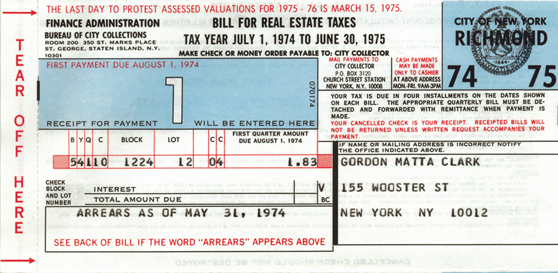 THE LAST DAY TO PROTEST ASSESSED VALUATIONS FOR 1975 - 76 IS MARCH 15, 1975.
FINANCE ADMINISTRATION
BUREAU OF CITY COLLECTIONS
ROOM 200 350 ST. MARKS PLACE
ST. GEORGE, STATEN ISLAND, N.Y.
10301
BILL FOR REAL ESTATE TAXES
TAX YEAR JULY 1, 1974 TO JUNE 30, 1975
MAKE CHECK OR MONEY ORDER PAYABLE TO: CITY COLLECTOR
CITY OF NEW YORK
RICHMOND
74 75
TEAR OFF HERE
FIRST PAYMENT DUE AUGUST 1, 1974
1
RECEIPT FOR PAYMENT WILL BE ENTERED HERE
070174
MAIL PAYMENTS TO
CITY COLLECTOR
P.O. BOX 3120
CHURCH STREET STATION
NEW YORK, N.Y. 10008
CASH PAYMENTS
MAY BE MADE
ONLY TO CASHIER
AT ABOVE ADDRESS
MON.-FRI. 9AM-3PM
YOUR TAX IS DUE IN FOUR INSTALLMENTS ON THE DATES SHOWN
ON EACH BILL. THE APPROPRIATE QUARTERLY BILL MUST BE DE-
TACHED AND FORWARDED WITH REMITTANCE WHEN PAYMENT IS
MADE.
YOUR CANCELLED CHECK IS YOUR RECEIPT. RECEIPTED BILLS WILL
NOT BE RETURNED UNLESS WRITTEN REQUEST ACCOMPANIES YOUR
PAYMENT.
B Y Q C BLOCK LOT C C FIRST QUARTER AMOUNT
DUE AUGUST 1, 1974
54110 1224 12 04 1.83
IF NAME OR MAILING ADDRESS IS INCORRECT NOTIFY
THE OFFICE INDICATED ABOVE.
GORDON MATTA CLARK
155 WOOSTER ST
NEW YORK NY 10012
CHECK
BLOCK
AND LOT
NUMBER
INTEREST V
TOTAL AMOUNT DUE BC
ARREARS AS OF MAY 31, 1974
SEE BACK OF BILL IF THE WORD "ARREARS" APPEARS ABOVE